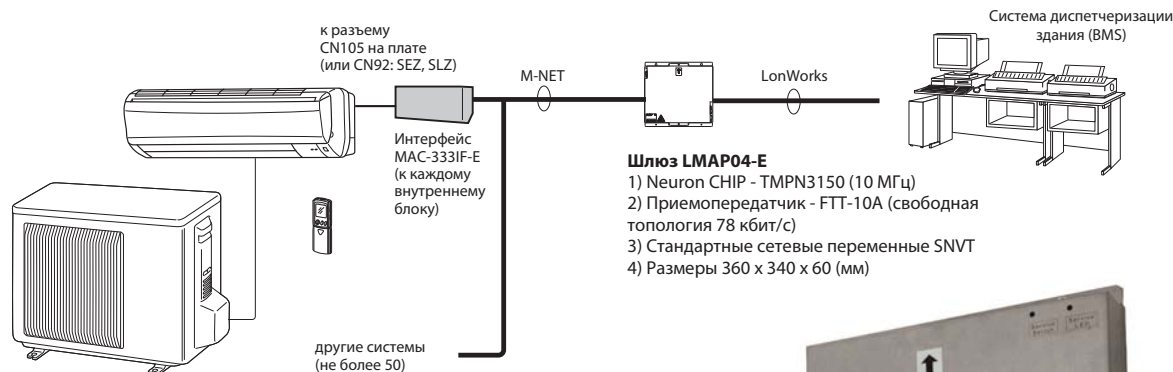 к разъему
CN105 на плате
(или CN92: SEZ, SLZ)
M-NET
LonWorks
Система диспетчеризации
здания (BMS)
Интерфейс
MAC-333IF-E
(к каждому
внутреннему
блоку)
Шлюз LMAP04-E
1) Neuron CHIP - TMPN3150 (10 МГц)
2) Приемопередатчик - FTT-10A (свободная
топология 78 кбит/с)
3) Стандартные сетевые переменные SNVT
4) Размеры 360 x 340 x 60 (мм)
другие системы
(не более 50)